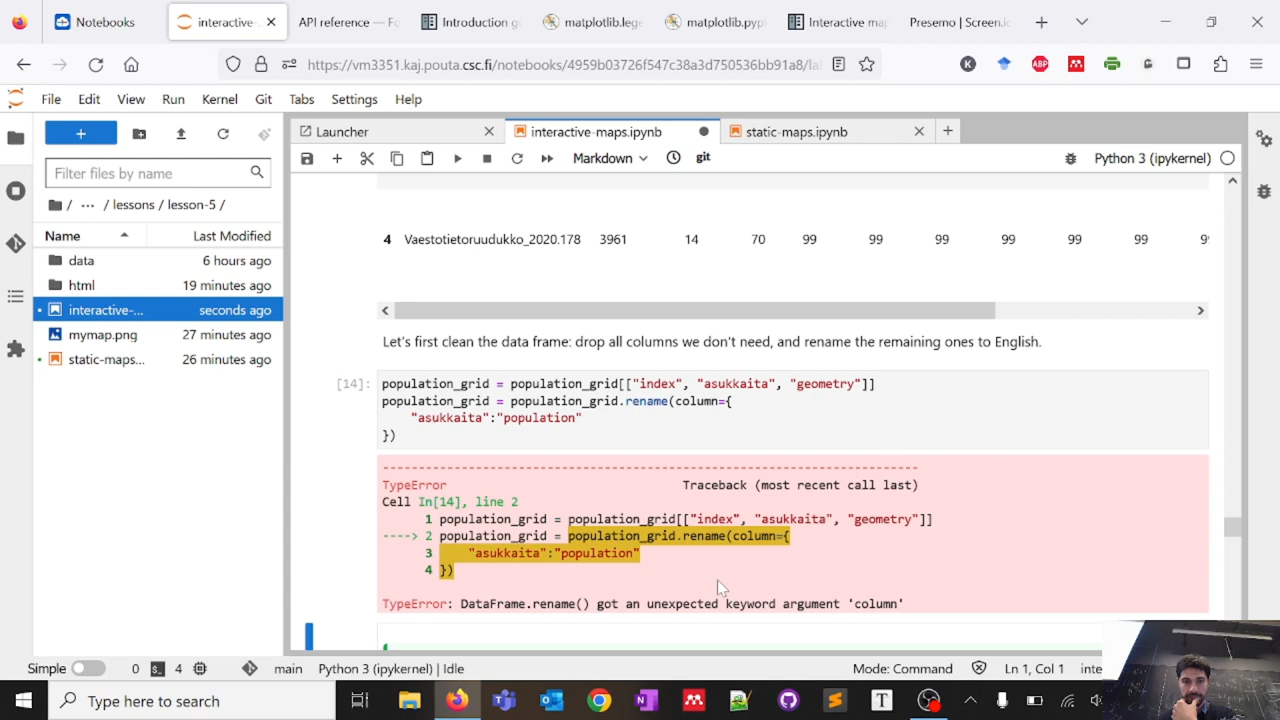 Notebooks
interactive-
API reference — Fo
Introduction g
matplotlib.lege
matplotlib.pypl
Interactive map
Presemo | Screen.io
https://vm3351.kaj.pouta.csc.fi/notebooks/4959b03726f547c38a3d750536bb91a8/lal
File Edit View Run Kernel Git Tabs Settings Help
Launcher
interactive-maps.ipynb
static-maps.ipynb
Markdown
git
Python 3 (ipykernel)
Filter files by name
/ ··· / lessons / lesson-5 /
Name Last Modified
data 6 hours ago
html 19 minutes ago
interactive-... seconds ago
mymap.png 27 minutes ago
static-maps... 26 minutes ago
4 Vaestotietoruudukko_2020.178 3961 14 70 99 99 99 99 99 99 9
Let's first clean the data frame: drop all columns we don't need, and rename the remaining ones to English.
[14]:
population_grid = population_grid[["index", "asukkaita", "geometry"]]
population_grid = population_grid.rename(column={
"asukkaita":"population"
})
---------------------------------------------------------------------------
TypeError Traceback (most recent call last)
Cell In[14], line 2
1 population_grid = population_grid[["index", "asukkaita", "geometry"]]
----> 2 population_grid = population_grid.rename(column={
3 "asukkaita":"population"
4 })
TypeError: DataFrame.rename() got an unexpected keyword argument 'column'
Simple 0 4 main Python 3 (ipykernel) | Idle Mode: Command Ln 1, Col 1 inte
Type here to search